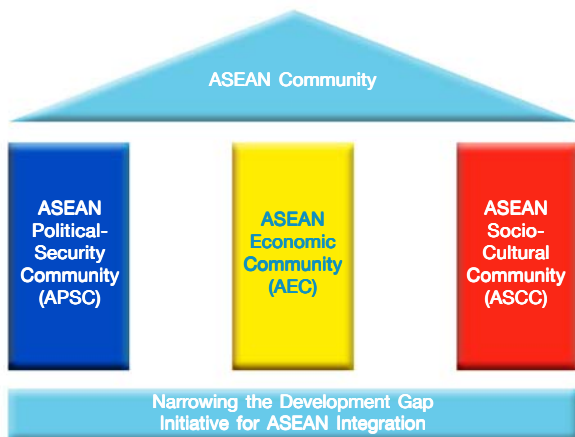 ASEAN Community
ASEAN
Political-
Security
Community
(APSC)
ASEAN
Economic
Community
(AEC)
ASEAN
Socio-
Cultural
Community
(ASCC)
Narrowing the Development Gap
Initiative for ASEAN Integration